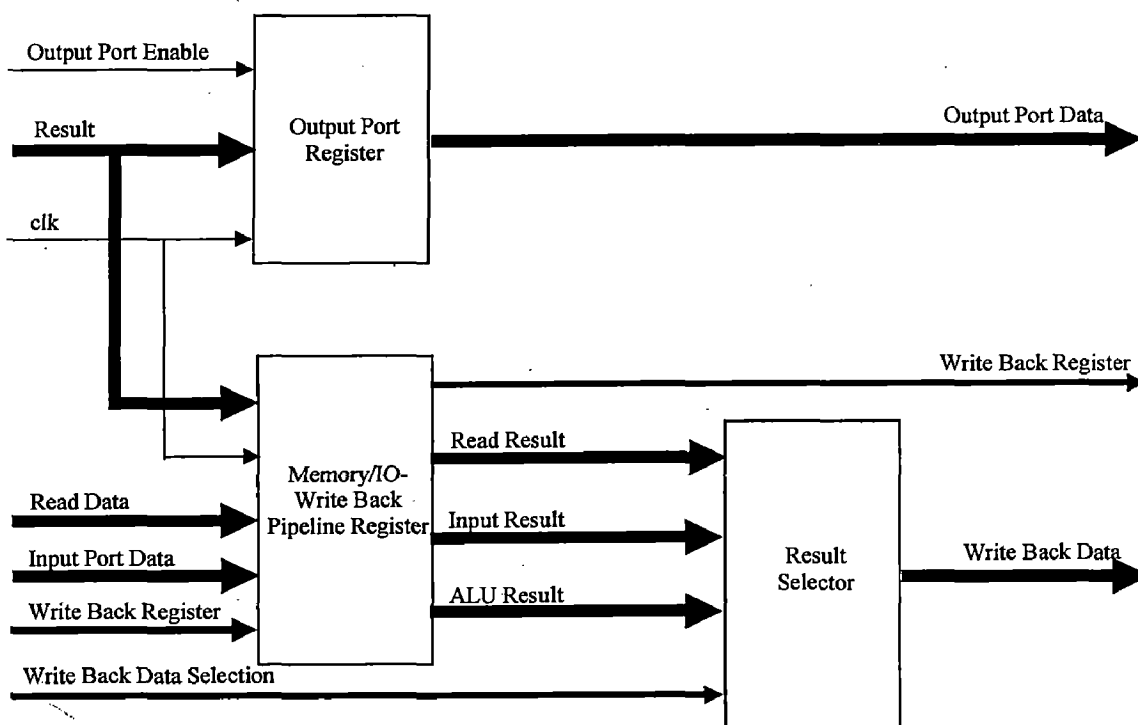 Output Port Enable
Result
clk
Output Port
Register
Output Port Data
Write Back Register
Read Data
Input Port Data
Write Back Register
Write Back Data Selection
Memory/IO-
Write Back
Pipeline Register
Read Result
Input Result
ALU Result
Result
Selector
Write Back Data